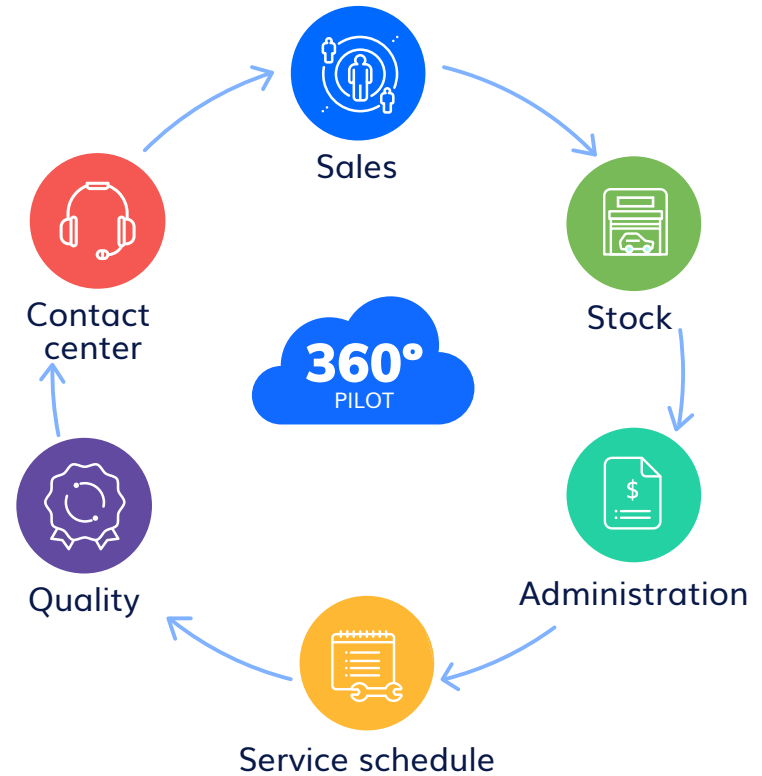 Sales
Stock
Administration
$
Service schedule
Quality
Contact
center
360°
PILOT